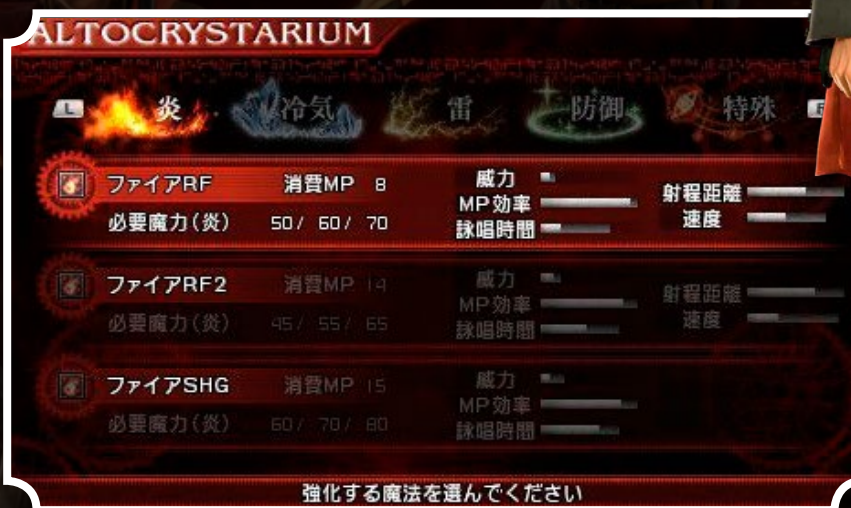 ALTOCRYSTARIUM
L 炎 冷気 雷 防御 特殊
ファイアRF 消費MP 8
必要魔力(炎) 50/ 60/ 70
威力
MP効率
詠唱時間
射程距離
速度
ファイアRF2 消費MP 14
必要魔力(炎) 45/ 55/ 65
威力
MP効率
詠唱時間
射程距離
速度
ファイアSHG 消費MP 15
必要魔力(炎) 60/ 70/ 80
威力
MP効率
詠唱時間
強化する魔法を選んでください